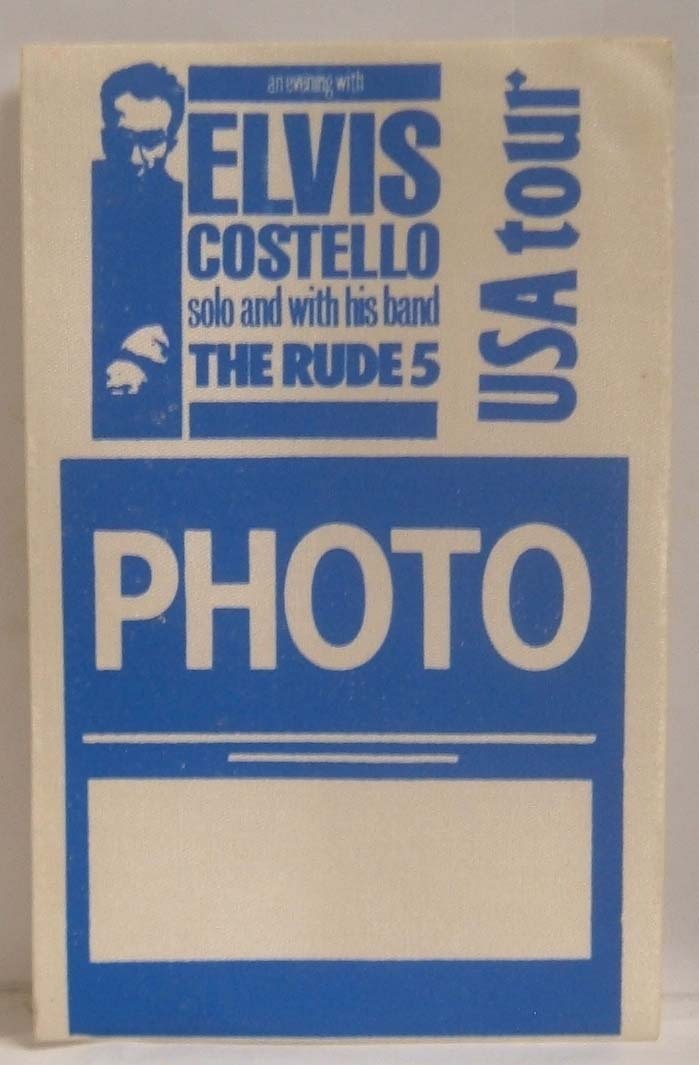 an evening with
ELVIS
COSTELLO
solo and with his band
THE RUDE 5
USA tour
PHOTO